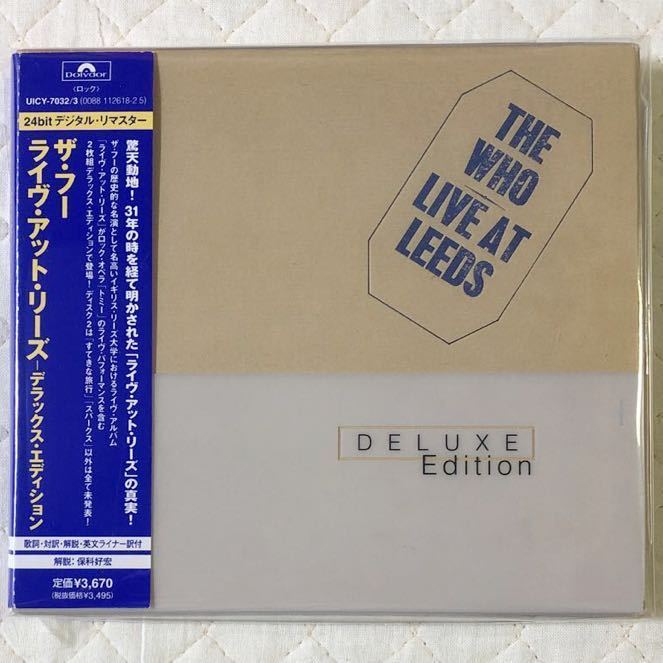 Polydor
〈ロック〉
UICY-7032/3 (0088 112618-2 5)
24bit デジタル・リマスター
ザ・フー
ライヴ・アット・リーズ－デラックス・エディション
驚天動地！ 31年の時を経て明かされた「ライヴ・アット・リーズ」の真実！
ザ・フーの歴史的な名演として名高いイギリス・リーズ大学におけるライヴ・アルバム
「ライヴ・アット・リーズ」がロック・オペラ「トミー」のライヴ・パフォーマンスを含む
2枚組デラックス・エディションで登場！ディスク2は「すてきな旅行」「スパークス」以外は全て未発表！
歌詞・対訳・解説・英文ライナー訳付
解説：保科好宏
定価¥3,670
(税抜価格¥3,495)
THE
WHO
LIVE AT
LEEDS
DELUXE
Edition